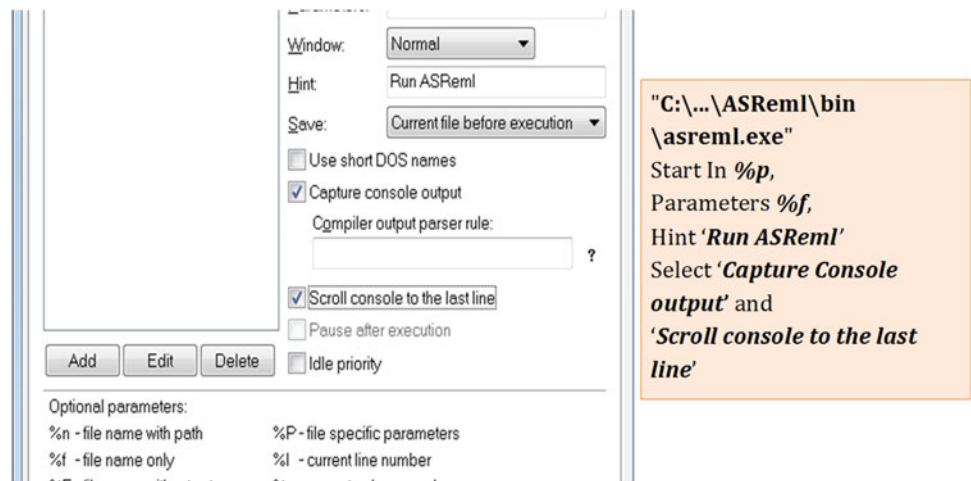 Window: Normal
Hint: Run ASReml
Save: Current file before execution
Use short DOS names
Capture console output
Compiler output parser rule:
?
Scroll console to the last line
Pause after execution
Add Edit Delete Idle priority
Optional parameters:
%n - file name with path %P - file specific parameters
%f - file name only %l - current line number
"C:\...\ASReml\bin
\asreml.exe"
Start In %p,
Parameters %f,
Hint ‘Run ASReml’
Select ‘Capture Console
output’ and
‘Scroll console to the last
line’